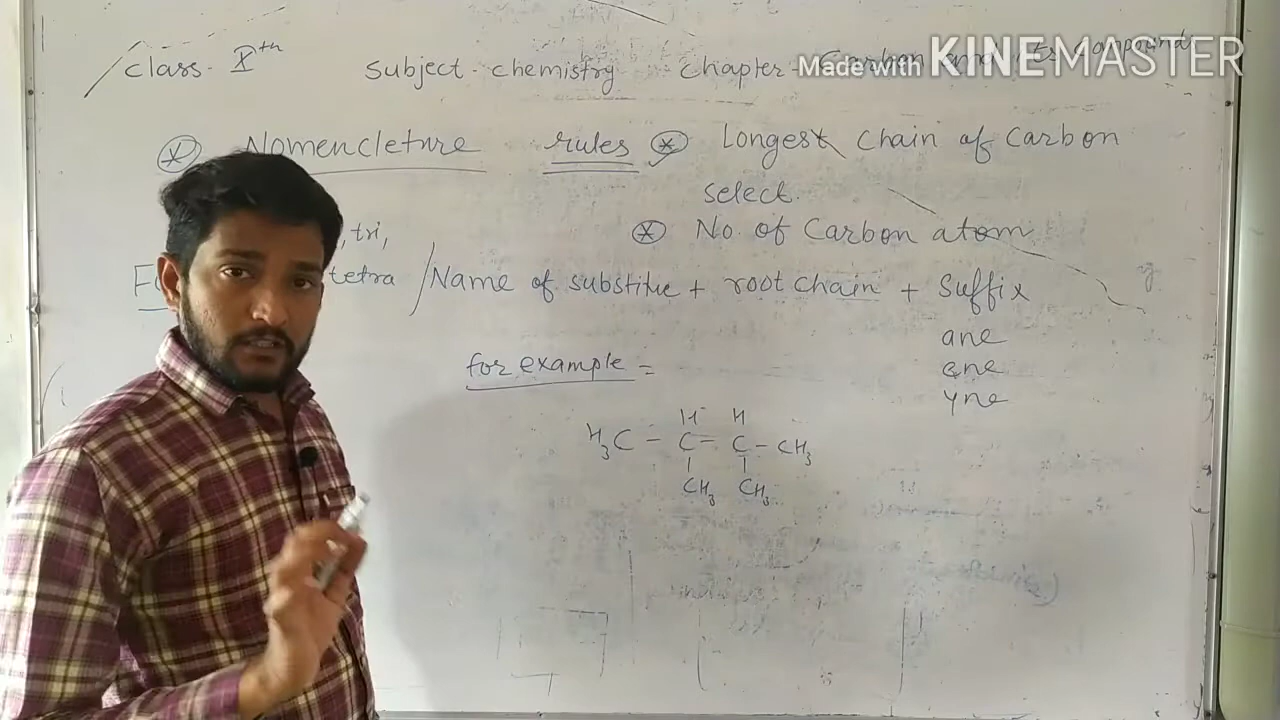 Class - Xth Subject - chemistry Chapter - Carbon and its Compound
Made with KINEMASTER
Nomencleture rules * Longest Chain of Carbon
select.
* No. of Carbon atom
, tri,
tetra / Name of substitue + root chain + Suffix
ane
ene
yne
for example =
H H
H3C - C - C - CH3
CH3 CH3